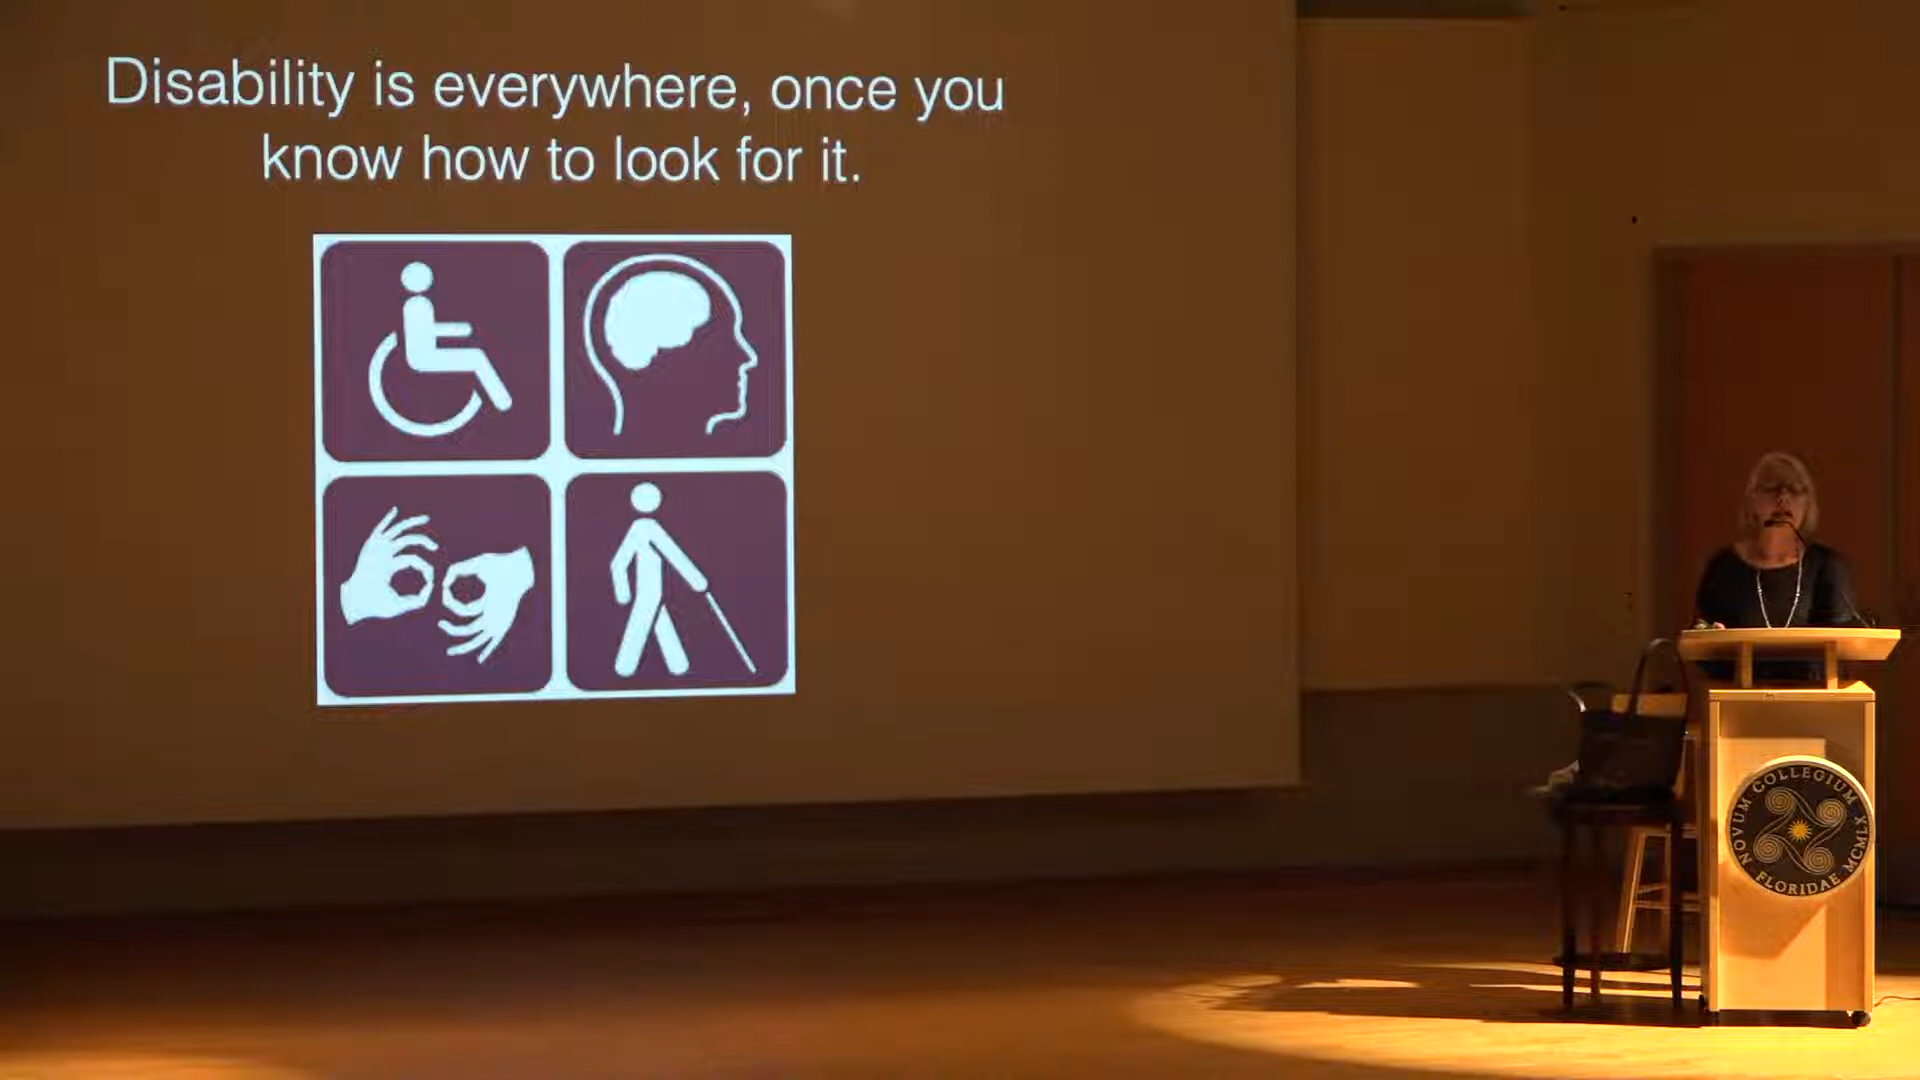 Disability is everywhere, once you
know how to look for it.
NOVUM COLLEGIUM
FLORIDAE MCMLX